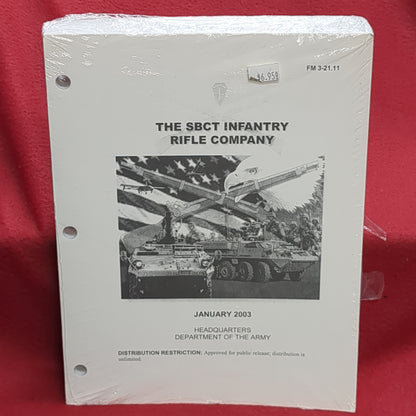 FM 3-21.11
THE SBCT INFANTRY
RIFLE COMPANY
JANUARY 2003
HEADQUARTERS
DEPARTMENT OF THE ARMY
DISTRIBUTION RESTRICTION: Approved for public release; distribution is
unlimited.